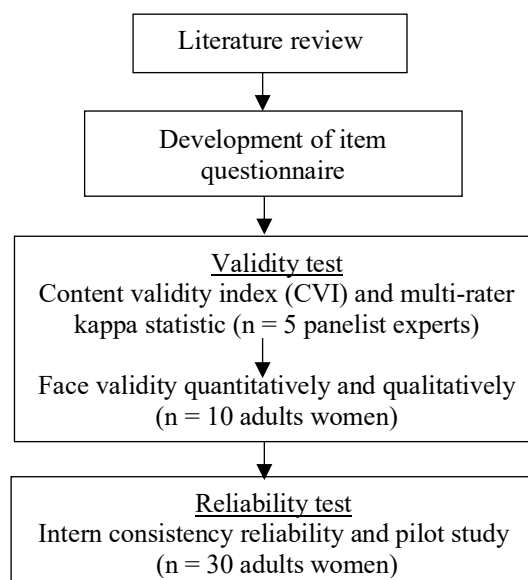 Literature review
Development of item
questionnaire
Validity test
Content validity index (CVI) and multi-rater
kappa statistic (n = 5 panelist experts)
Face validity quantitatively and qualitatively
(n = 10 adults women)
Reliability test
Intern consistency reliability and pilot study
(n = 30 adults women)